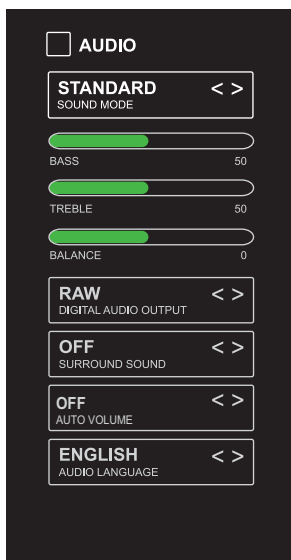 AUDIO
STANDARD < >
SOUND MODE
BASS 50
TREBLE 50
BALANCE 0
RAW < >
DIGITAL AUDIO OUTPUT
OFF < >
SURROUND SOUND
OFF < >
AUTO VOLUME
ENGLISH < >
AUDIO LANGUAGE